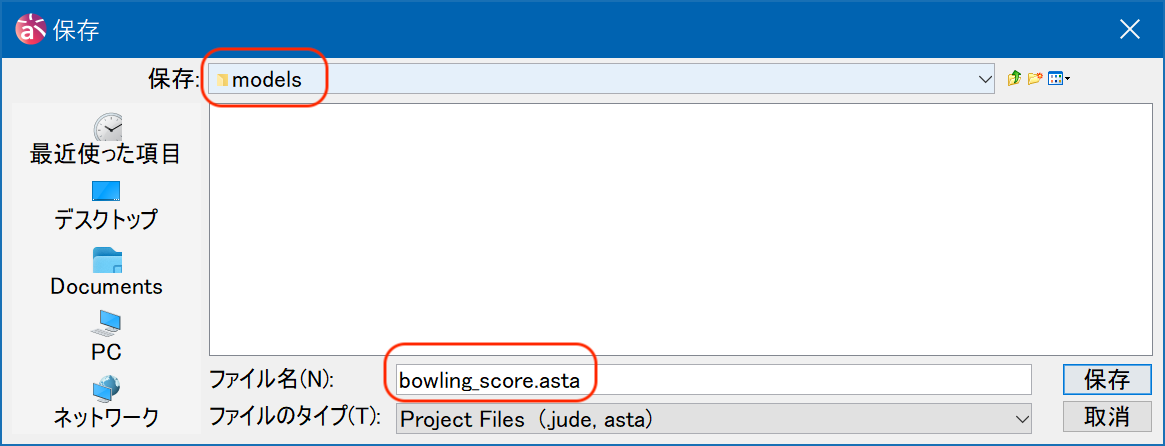 保存
保存:
models
最近使った項目
デスクトップ
Documents
PC
ネットワーク
ファイル名(N):
bowling_score.asta
保存
ファイルのタイプ(T):
Project Files (.jude, asta)
取消